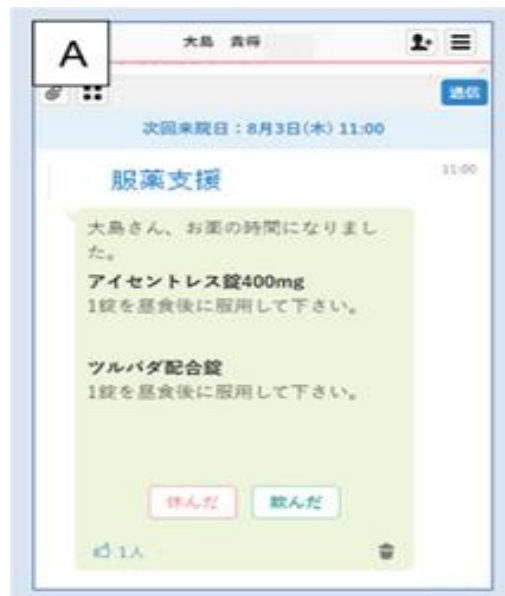 A
大島 貴得
送信
次回来院日：8月3日(木) 11:00
服薬支援
11:00
大島さん、お薬の時間になりまし
た。
アイセントレス錠400mg
1錠を昼食後に服用して下さい。
ツルバダ配合錠
1錠を昼食後に服用して下さい。
休んだ
飲んだ
1人